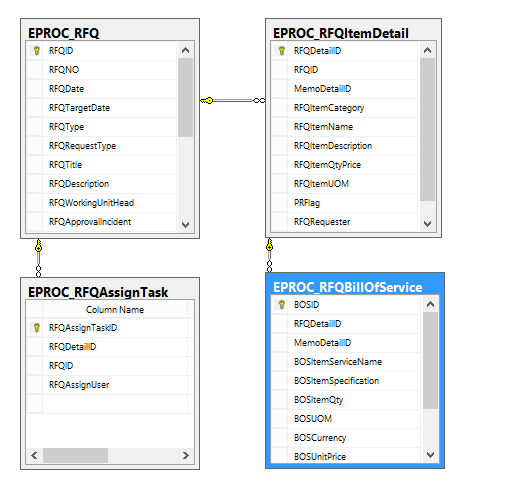 EPROC_RFQ
RFQID
RFQNO
RFQDate
RFQTargetDate
RFQType
RFQRequestType
RFQTitle
RFQDescription
RFQWorkingUnitHead
RFQApprovalIncident
EPROC_RFQItemDetail
RFQDetailID
RFQID
MemoDetailID
RFQItemCategory
RFQItemName
RFQItemDescription
RFQItemQtyPrice
RFQItemUOM
PRFlag
RFQRequester
EPROC_RFQAssignTask
Column Name
RFQAssignTaskID
RFQDetailID
RFQID
RFQAssignUser
EPROC_RFQBillOfService
BOSID
RFQDetailID
MemoDetailID
BOSItemServiceName
BOSItemSpecification
BOSItemQty
BOSUOM
BOSCurrency
BOSUnitPrice